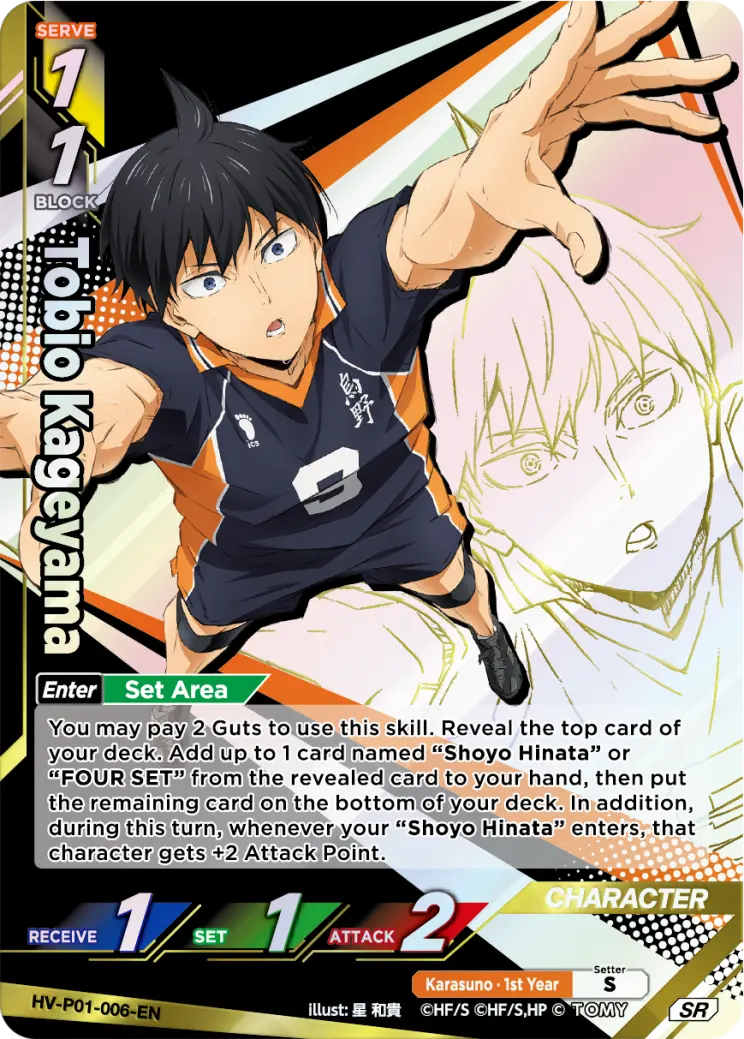 SERVE
1
1
BLOCK
Tobio Kageyama
烏野
ICS
9
Enter Set Area
You may pay 2 Guts to use this skill. Reveal the top card of
your deck. Add up to 1 card named “Shoyo Hinata” or
“FOUR SET” from the revealed card to your hand, then put
the remaining card on the bottom of your deck. In addition,
during this turn, whenever your “Shoyo Hinata” enters, that
character gets +2 Attack Point.
CHARACTER
RECEIVE 1 SET 1 ATTACK 2
Karasuno · 1st Year Setter S
HV-P01-006-EN illust: 星 和貴 ©HF/S ©HF/S,HP © TOMY SR